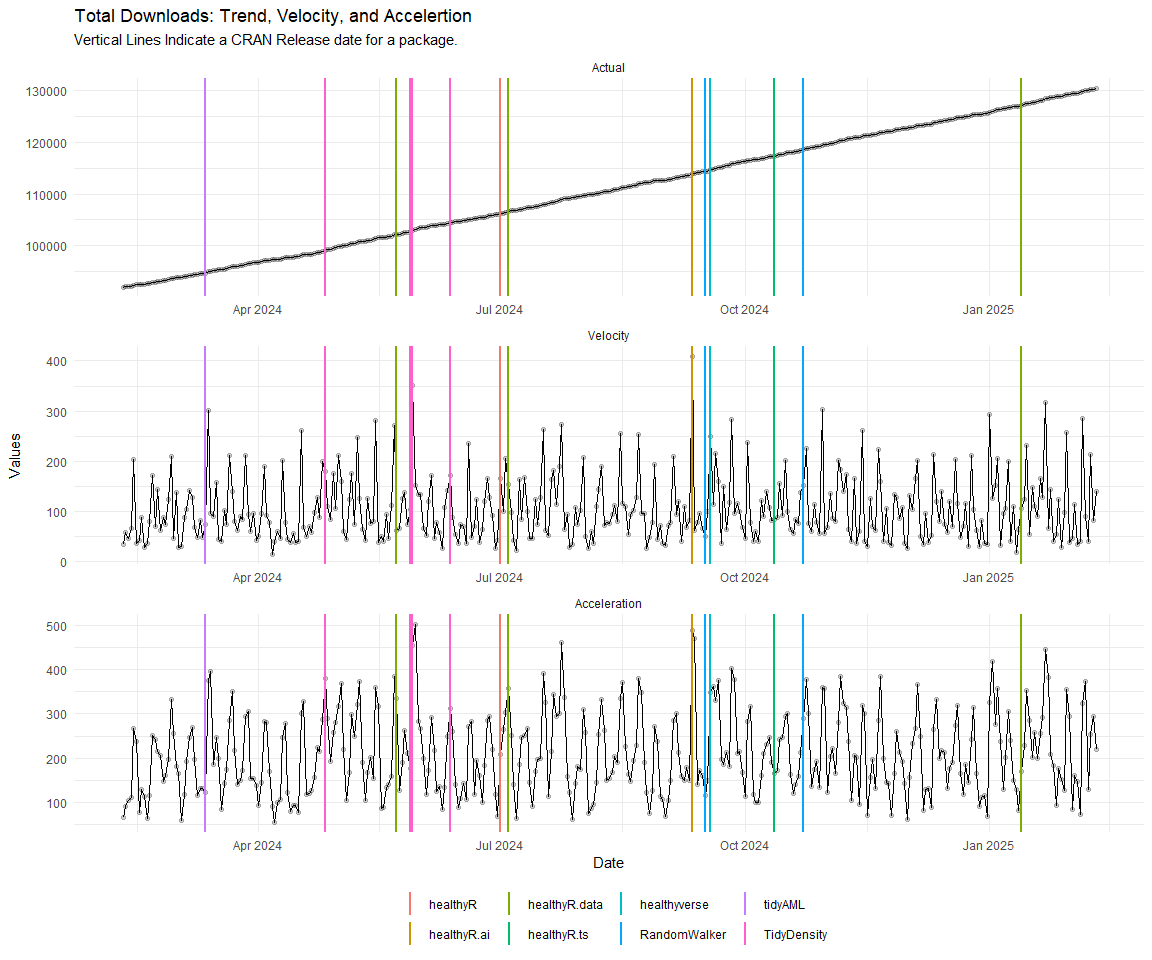 Total Downloads: Trend, Velocity, and Accelertion
Vertical Lines Indicate a CRAN Release date for a package.
Actual
130000
120000
110000
100000
Apr 2024 Jul 2024 Oct 2024 Jan 2025
Velocity
400
300
200
100
0
Apr 2024 Jul 2024 Oct 2024 Jan 2025
Values
Acceleration
500
400
300
200
100
Apr 2024 Jul 2024 Oct 2024 Jan 2025
Date
healthyR healthyR.data healthyverse tidyAML
healthyR.ai healthyR.ts RandomWalker TidyDensity